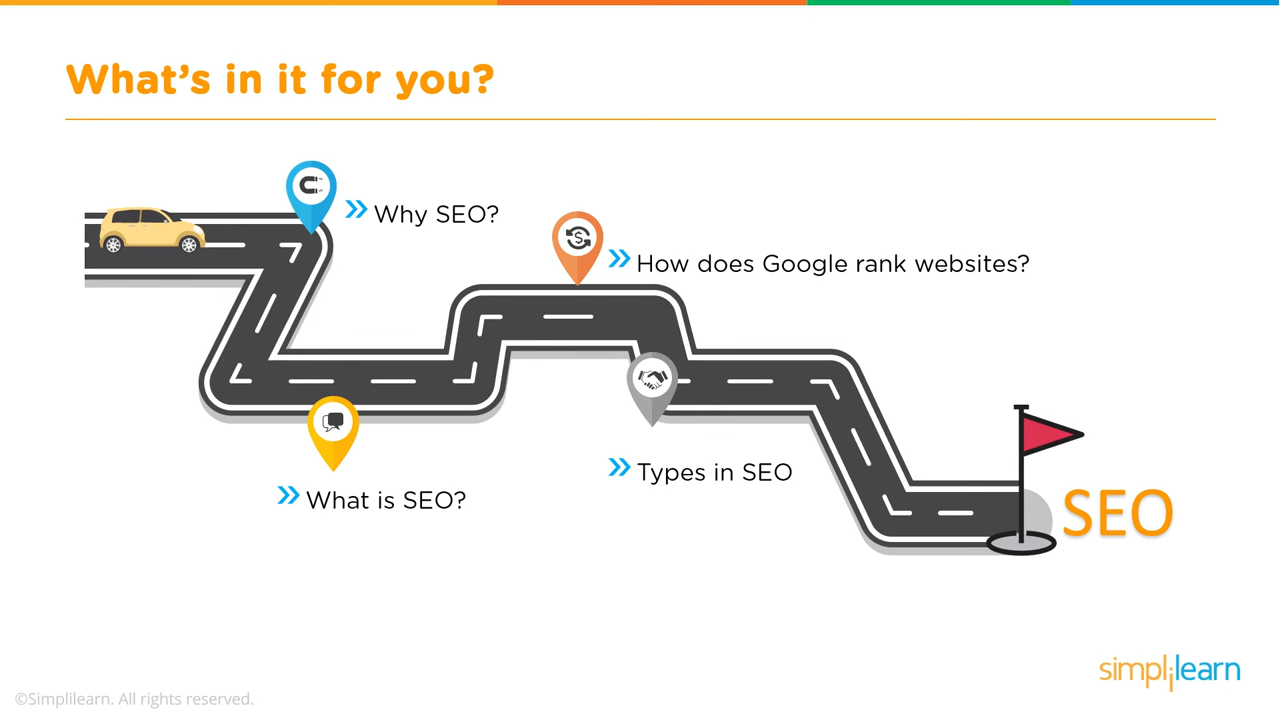 What's in it for you?
Why SEO?
How does Google rank websites?
What is SEO?
Types in SEO
SEO
simplilearn
©Simplilearn. All rights reserved.